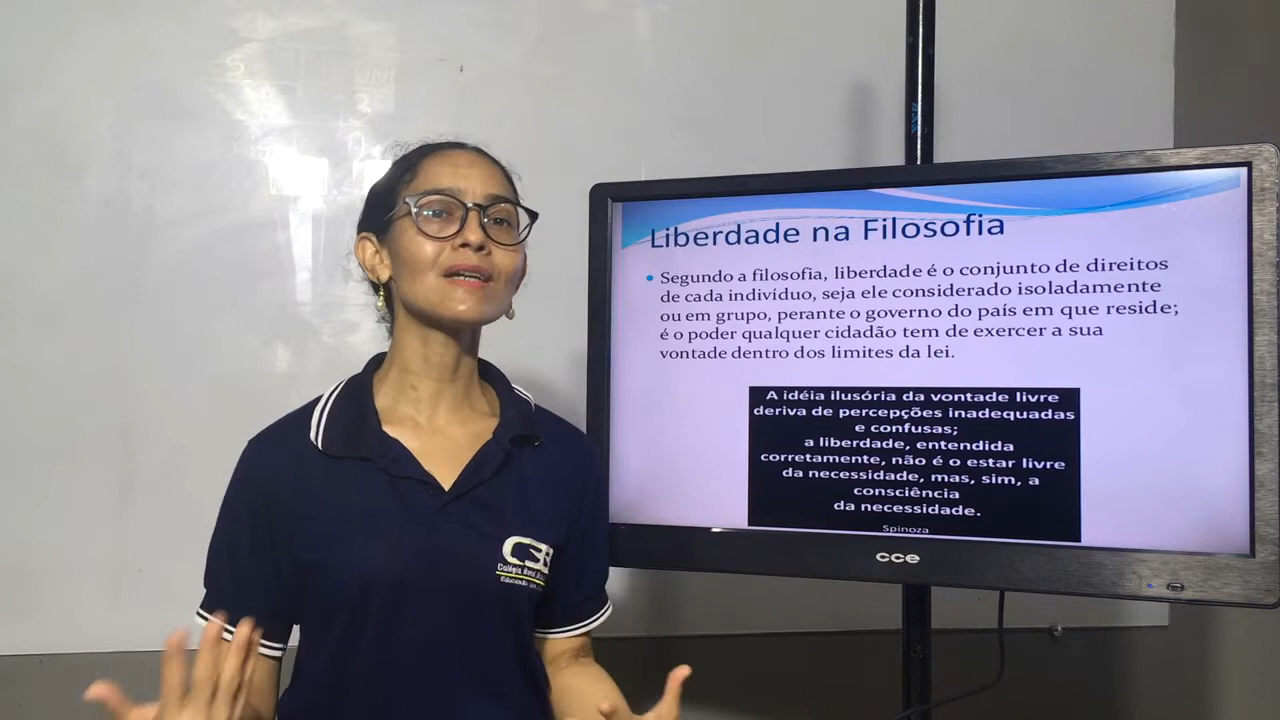 Liberdade na Filosofia
Segundo a filosofia, liberdade é o conjunto de direitos
de cada indivíduo, seja ele considerado isoladamente
ou em grupo, perante o governo do país em que reside;
é o poder qualquer cidadão tem de exercer a sua
vontade dentro dos limites da lei.
A idéia ilusória da vontade livre
deriva de percepções inadequadas
e confusas;
a liberdade, entendida
corretamente, não é o estar livre
da necessidade, mas, sim, a
consciência
da necessidade.
Spinoza
cce
Colégio